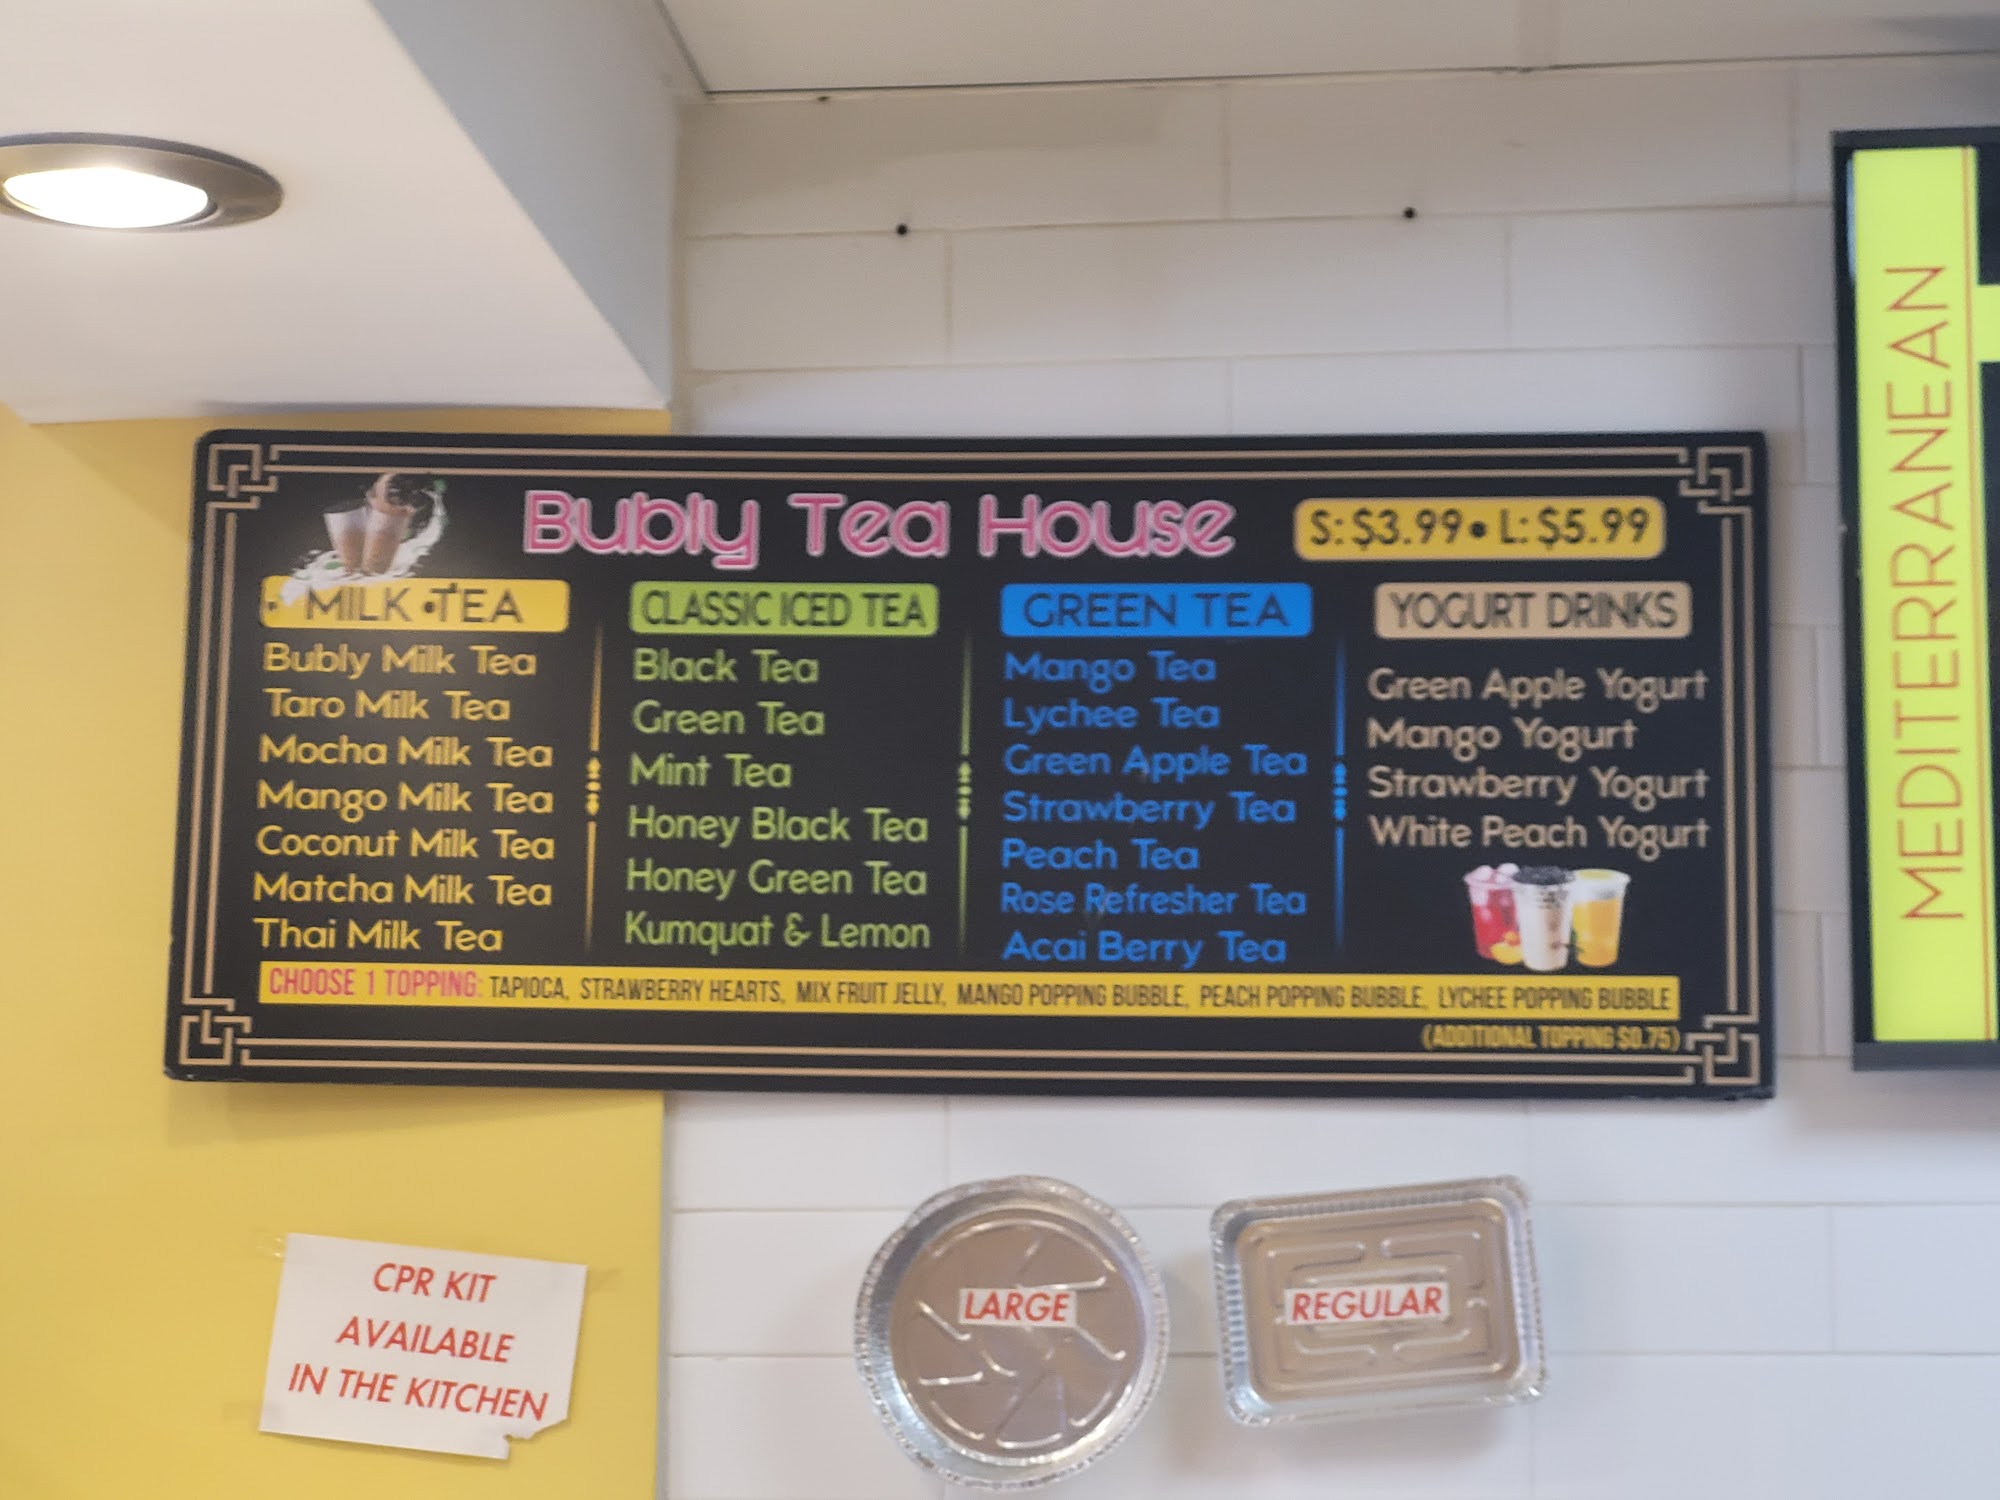 Bubly Tea House
S: $3.99 • L: $5.99
MILK TEA
Bubly Milk Tea
Taro Milk Tea
Mocha Milk Tea
Mango Milk Tea
Coconut Milk Tea
Matcha Milk Tea
Thai Milk Tea
CLASSIC ICED TEA
Black Tea
Green Tea
Mint Tea
Honey Black Tea
Honey Green Tea
Kumquat & Lemon
GREEN TEA
Mango Tea
Lychee Tea
Green Apple Tea
Strawberry Tea
Peach Tea
Rose Refresher Tea
Acai Berry Tea
YOGURT DRINKS
Green Apple Yogurt
Mango Yogurt
Strawberry Yogurt
White Peach Yogurt
CHOOSE 1 TOPPING: TAPIOCA, STRAWBERRY HEARTS, MIX FRUIT JELLY, MANGO POPPING BUBBLE, PEACH POPPING BUBBLE, LYCHEE POPPING BUBBLE
(ADDITIONAL TOPPING $0.75)
MEDITERRANEAN
CPR KIT
AVAILABLE
IN THE KITCHEN
LARGE
REGULAR